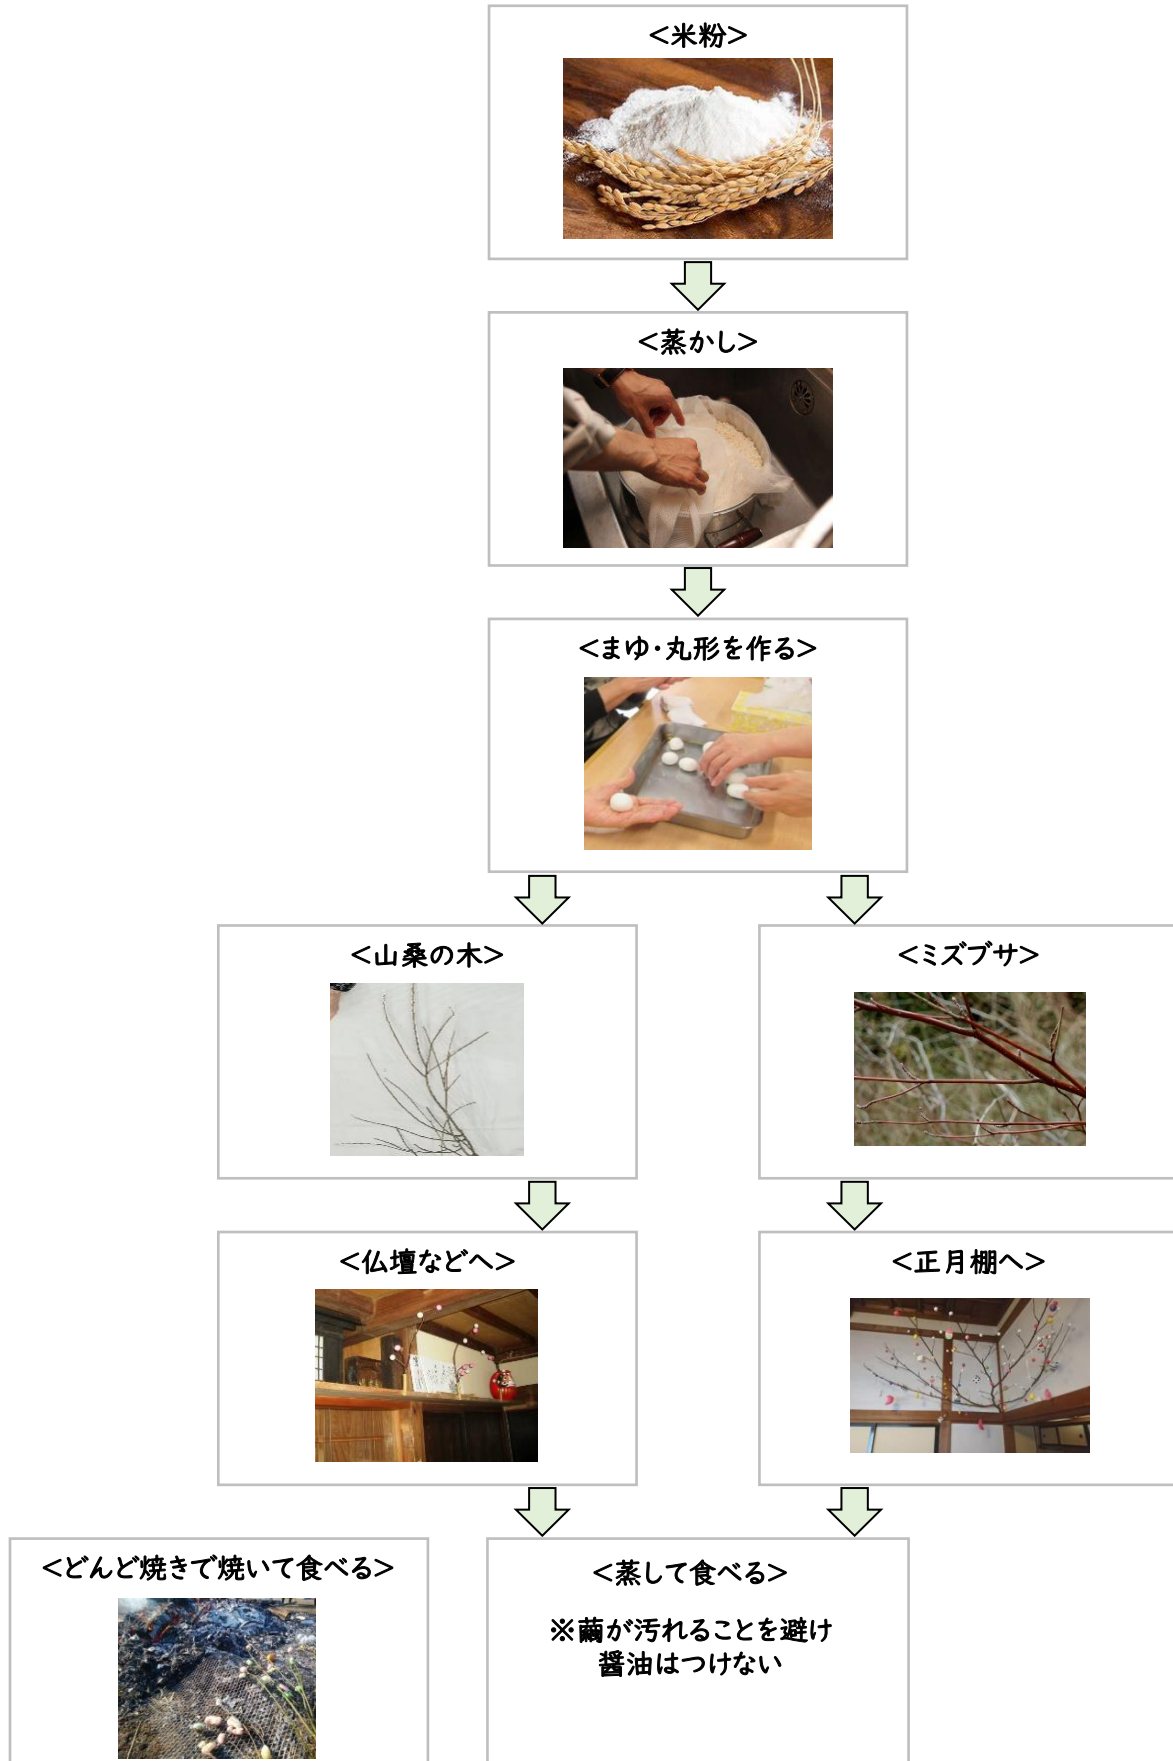 <米粉>
<蒸かし>
<まゆ・丸形を作る>
<山桑の木>
<ミズブサ>
<仏壇などへ>
<正月棚へ>
<どんど焼きで焼いて食べる>
<蒸して食べる>
※繭が汚れることを避け
醤油はつけない